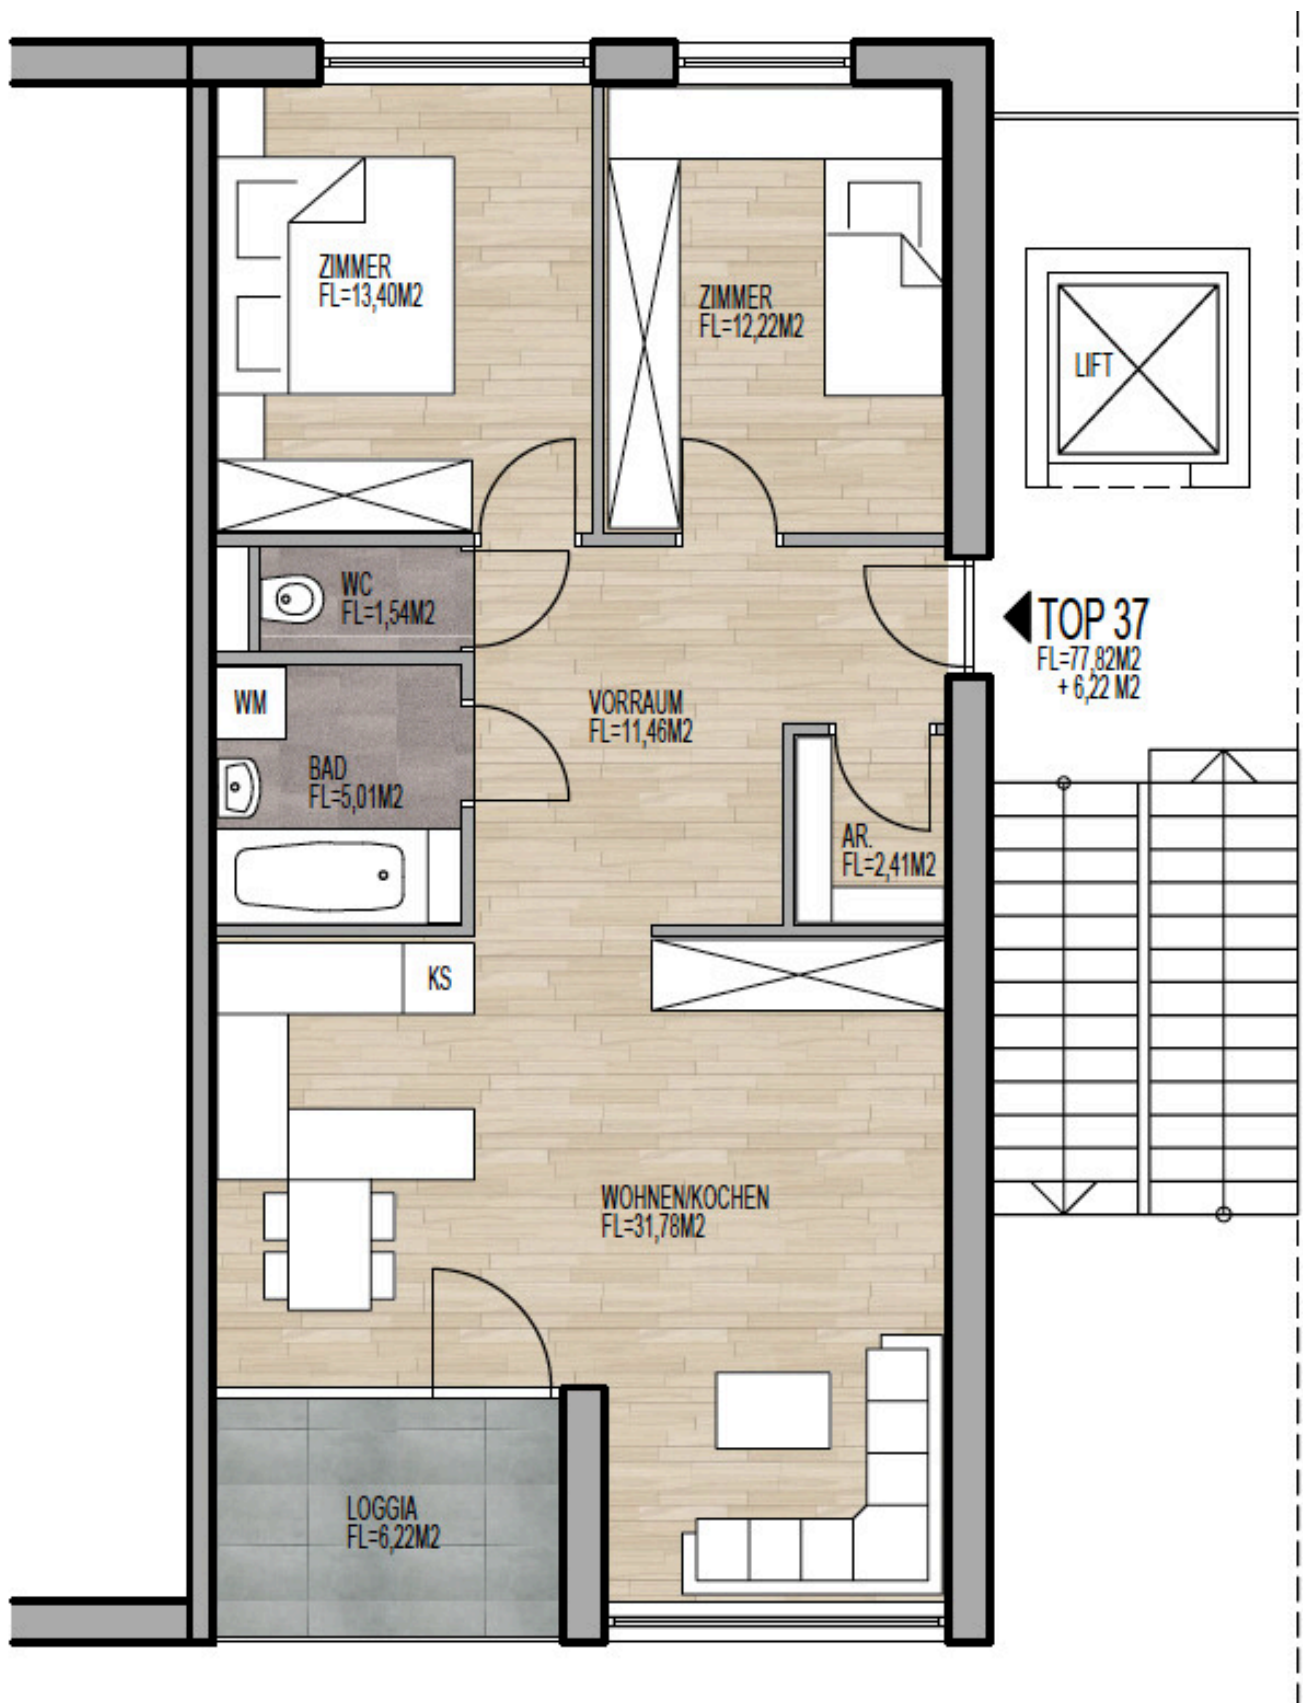 ZIMMER
FL=13,40M2
ZIMMER
FL=12,22M2
LIFT
WC
FL=1,54M2
TOP 37
FL=77,82M2
+ 6,22 M2
WM
VORRAUM
FL=11,46M2
BAD
FL=5,01M2
AR.
FL=2,41M2
KS
WOHNEN/KOCHEN
FL=31,78M2
LOGGIA
FL=6,22M2